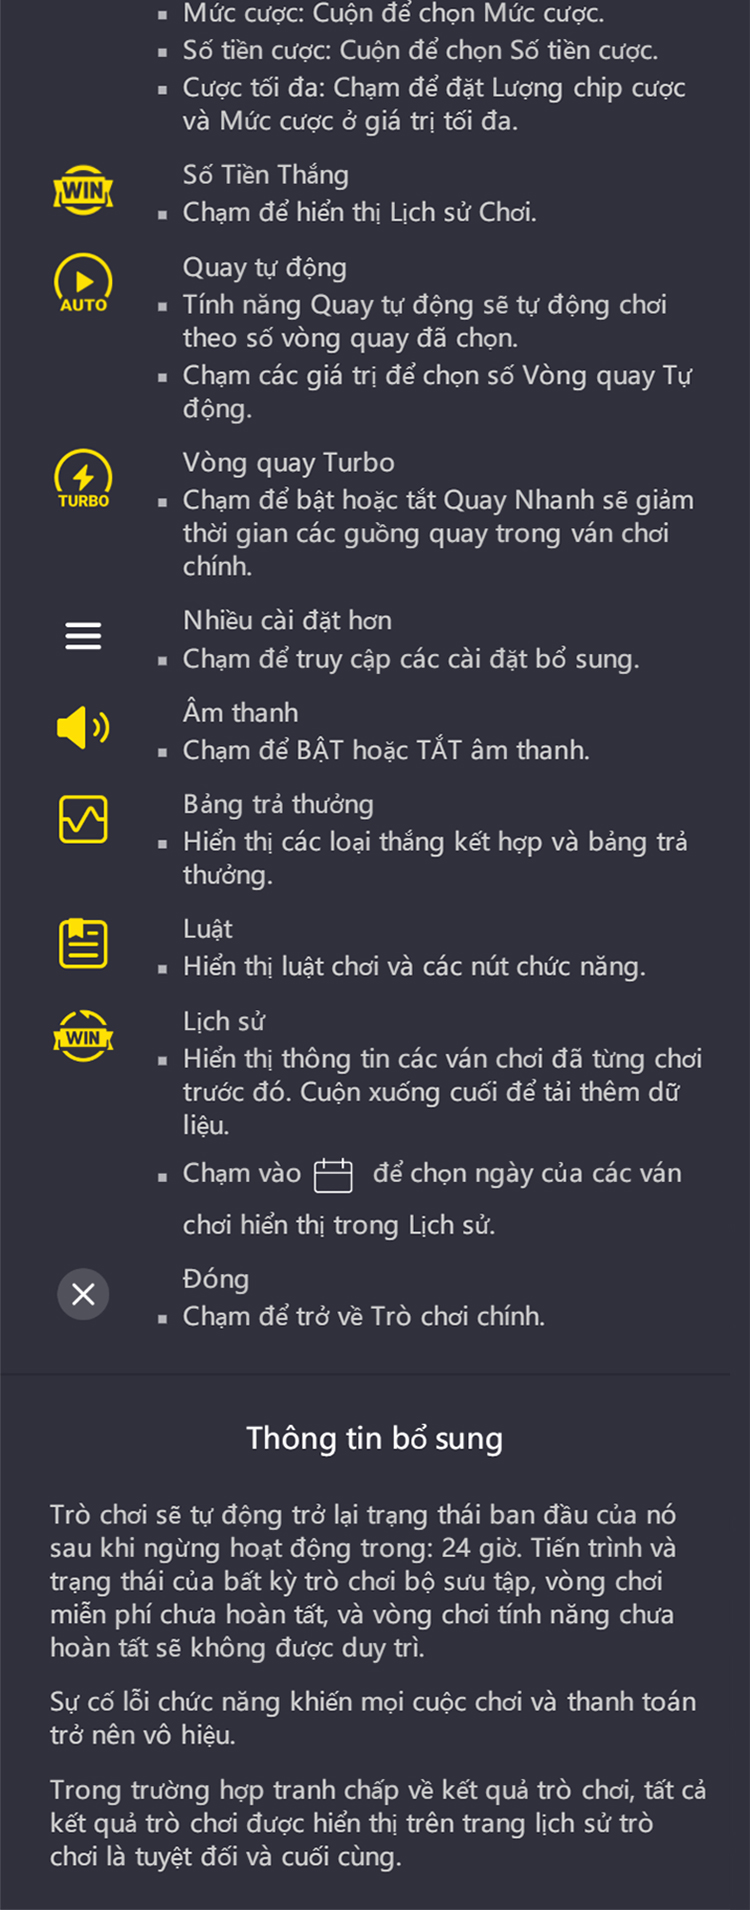 ▪ Mức cược: Cuộn để chọn Mức cược.
▪ Số tiền cược: Cuộn để chọn Số tiền cược.
▪ Cược tối đa: Chạm để đặt Lượng chip cược
và Mức cược ở giá trị tối đa.
WIN
Số Tiền Thắng
▪ Chạm để hiển thị Lịch sử Chơi.
AUTO
Quay tự động
▪ Tính năng Quay tự động sẽ tự động chơi
theo số vòng quay đã chọn.
▪ Chạm các giá trị để chọn số Vòng quay Tự
động.
TURBO
Vòng quay Turbo
▪ Chạm để bật hoặc tắt Quay Nhanh sẽ giảm
thời gian các guồng quay trong ván chơi
chính.
Nhiều cài đặt hơn
▪ Chạm để truy cập các cài đặt bổ sung.
Âm thanh
▪ Chạm để BẬT hoặc TẮT âm thanh.
Bảng trả thưởng
▪ Hiển thị các loại thắng kết hợp và bảng trả
thưởng.
Luật
▪ Hiển thị luật chơi và các nút chức năng.
WIN
Lịch sử
▪ Hiển thị thông tin các ván chơi đã từng chơi
trước đó. Cuộn xuống cuối để tải thêm dữ
liệu.
▪ Chạm vào để chọn ngày của các ván
chơi hiển thị trong Lịch sử.
Đóng
▪ Chạm để trở về Trò chơi chính.
Thông tin bổ sung
Trò chơi sẽ tự động trở lại trạng thái ban đầu của nó
sau khi ngừng hoạt động trong: 24 giờ. Tiến trình và
trạng thái của bất kỳ trò chơi bộ sưu tập, vòng chơi
miễn phí chưa hoàn tất, và vòng chơi tính năng chưa
hoàn tất sẽ không được duy trì.
Sự cố lỗi chức năng khiến mọi cuộc chơi và thanh toán
trở nên vô hiệu.
Trong trường hợp tranh chấp về kết quả trò chơi, tất cả
kết quả trò chơi được hiển thị trên trang lịch sử trò
chơi là tuyệt đối và cuối cùng.